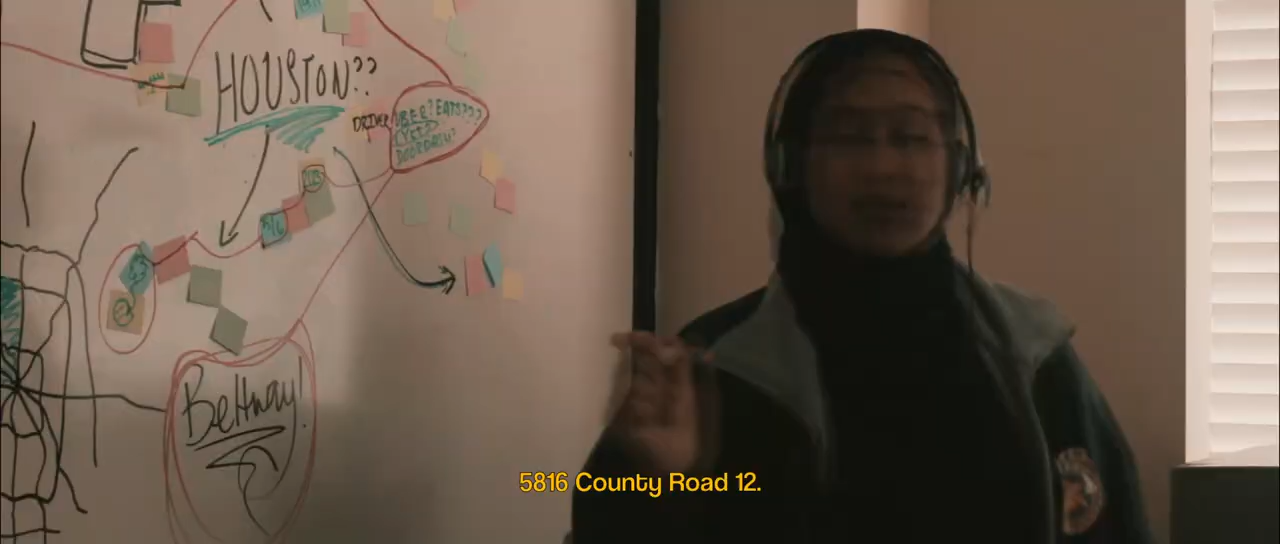 HOUSTON??
DRIVER
UBER?EATS???
LYFT?
DOORDASH?
Beltway!
5816 County Road 12.